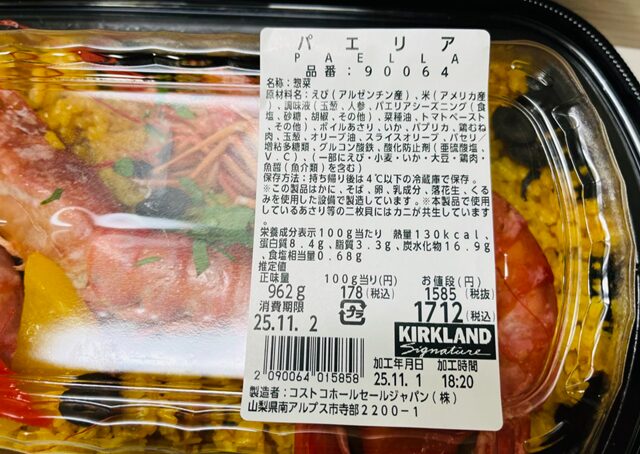 パエリア
PAELLA
品番:90064
名称:惣菜
原材料名:えび(アルゼンチン産)、米(アメリカ産
)、調味液(玉葱、人参、パエリアシーズニング(食
塩、砂糖、胡椒、その他)、菜種油、トマトペースト
、その他)、ボイルあさり、いか、パプリカ、鶏むね
肉、玉葱、オリーブ油、スライスオリーブ、パセリ/
増粘多糖類、グルコン酸鉄、酸化防止剤(亜硫酸塩
、V.C)、(一部にえび・小麦・いか・大豆・鶏肉・
魚醤(魚介類)を含む)
保存方法:持ち帰り後は4℃以下の冷蔵庫で保存。
※この製品はかに、そば、卵、乳成分、落花生、くる
みを使用した設備で製造しています。※本製品で使用
しているあさり等の二枚貝にはカニが共生しています
。
栄養成分表示100g当たり 熱量130kcal、
蛋白質8.4g、脂質3.3g、炭水化物16.9g
、食塩相当量0.68g
推定値
正味量 100g当り(円) お値段(円)
962g 178(税込) 1585(税抜)
消費期限 プラ 1712(税込)
25.11. 2
KIRKLAND
Signature
加工年月日 加工時間
2 090064 015858 25.11. 1 18:20
製造者:コストコホールセールジャパン(株)
山梨県南アルプス市寺部2200-1